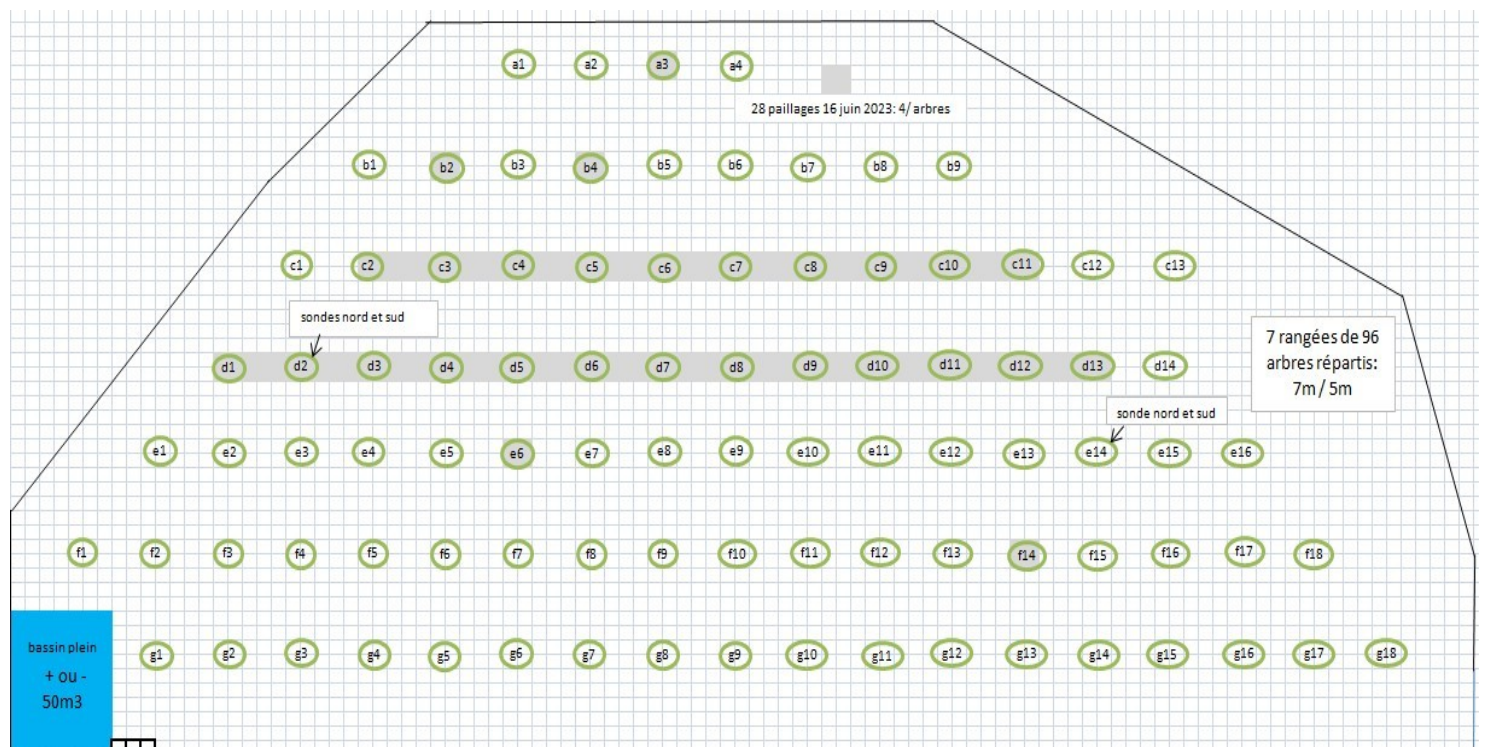 a1 a2 a3 a4
28 paillages 16 juin 2023: 4/ arbres
b1 b2 b3 b4 b5 b6 b7 b8 b9
c1 c2 c3 c4 c5 c6 c7 c8 c9 c10 c11 c12 c13
sondes nord et sud
7 rangées de 96
arbres répartis:
7m / 5m
d1 d2 d3 d4 d5 d6 d7 d8 d9 d10 d11 d12 d13 d14
sonde nord et sud
e1 e2 e3 e4 e5 e6 e7 e8 e9 e10 e11 e12 e13 e14 e15 e16
f1 f2 f3 f4 f5 f6 f7 f8 f9 f10 f11 f12 f13 f14 f15 f16 f17 f18
bassin plein
+ ou -
50m3
g1 g2 g3 g4 g5 g6 g7 g8 g9 g10 g11 g12 g13 g14 g15 g16 g17 g18